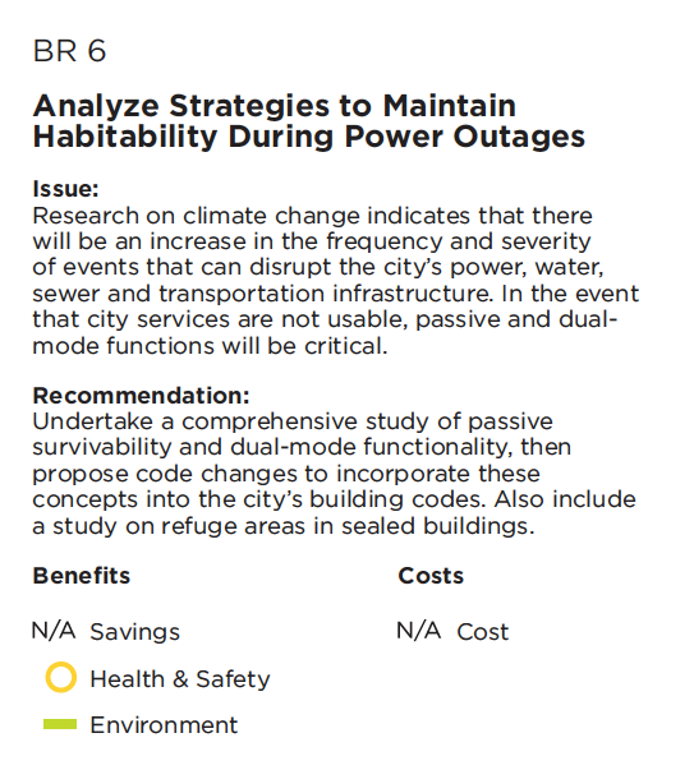 BR 6
Analyze Strategies to Maintain
Habitability During Power Outages
Issue:
Research on climate change indicates that there
will be an increase in the frequency and severity
of events that can disrupt the city’s power, water,
sewer and transportation infrastructure. In the event
that city services are not usable, passive and dual-
mode functions will be critical.
Recommendation:
Undertake a comprehensive study of passive
survivability and dual-mode functionality, then
propose code changes to incorporate these
concepts into the city’s building codes. Also include
a study on refuge areas in sealed buildings.
Benefits
Costs
N/A Savings
N/A Cost
Health & Safety
Environment